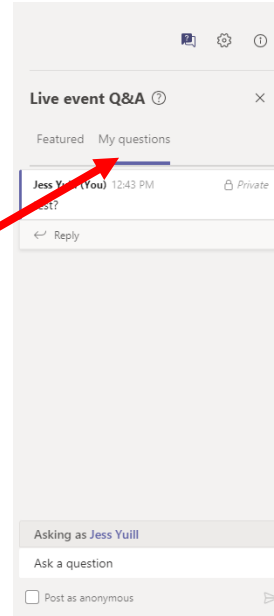 Live event Q&A
Featured My questions
Jess (You) 12:43 PM Private
Reply
Asking as Jess Yuill
Ask a question
Post as anonymous